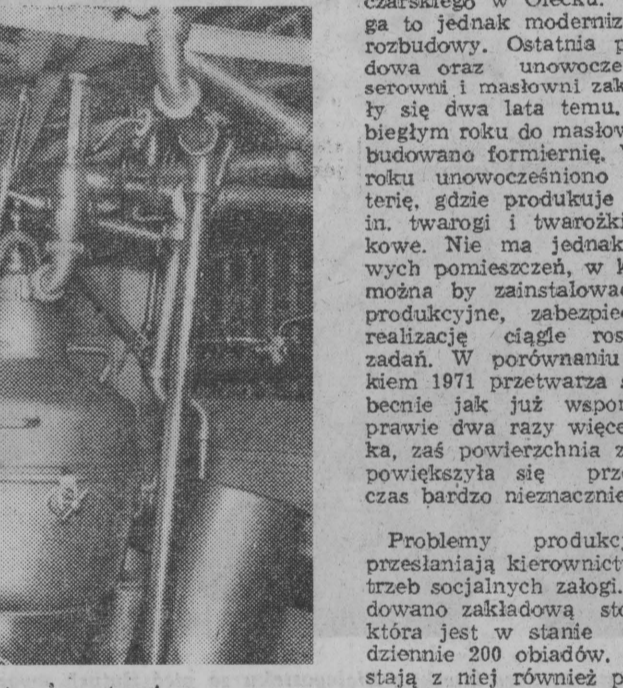 czarskiego w Olecku.
ga to jednak moderniz
rozbudowy. Ostatnia p
dowa oraz unowocze
serowni i masłowni zak
ły się dwa lata temu.
biegłym roku do masłow
budowano formiernię.
roku unowocześniono
terię, gdzie produkuje
in. twarogi i twarożki
kowe. Nie ma jednak
wych pomieszczeń, w k
można by zainstalować
produkcyjne, zabezpie
realizację ciągle ros
zadań. W porównaniu
kiem 1971 przetwarza s
becnie jak już wspom
prawie dwa razy więce
ka, zaś powierzchnia z
powiększyła się prz
czas bardzo nieznacznie
Problemy produkc
przesłaniają kierownict
trzeb socjalnych załogi.
dowano zakładową sto
która jest w stanie
dziennie 200 obiadów.
stają z niej również p